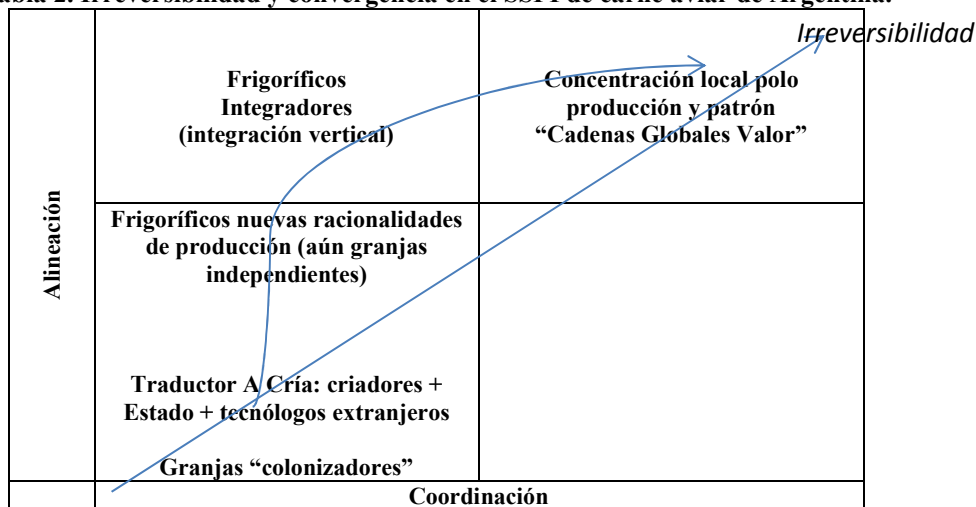 Tabla 2. Irreversibilidad y convergencia en el SSPT de carne aviar de Argentina.
Irreversibilidad
Frigoríficos
Integradores
(integración vertical)
Concentración local polo
producción y patrón
“Cadenas Globales Valor”
Alineación
Frigoríficos nuevas racionalidades
de producción (aún granjas
independientes)
Traductor A Cría: criadores +
Estado + tecnólogos extranjeros
Granjas “colonizadores”
Coordinación